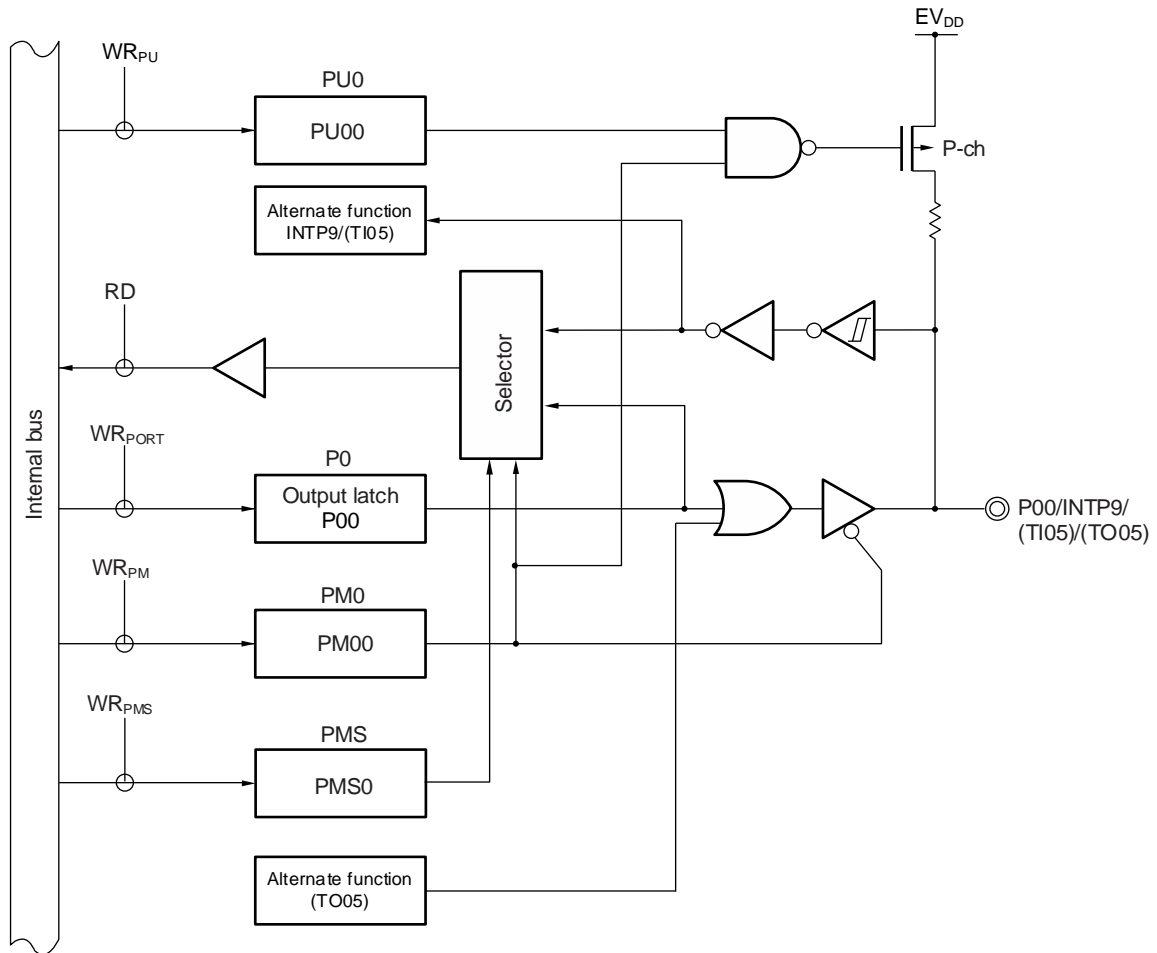 EVDD
WRPU
PU0
PU00
P-ch
Alternate function
INTP9/(TI05)
RD
Selector
Internal bus
WRPORT
P0
Output latch
P00
P00/INTP9/
(TI05)/(TO05)
WRPM
PM0
PM00
WRPMS
PMS
PMS0
Alternate function
(TO05)